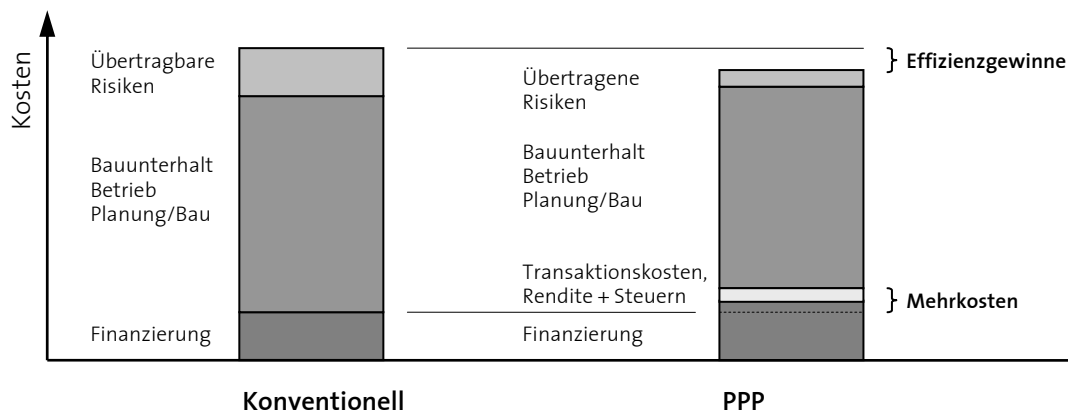 Kosten
Übertragbare
Risiken
Bauunterhalt
Betrieb
Planung/Bau
Finanzierung
Übertragene
Risiken
Bauunterhalt
Betrieb
Planung/Bau
Transaktionskosten,
Rendite + Steuern
Finanzierung
} Effizienzgewinne
} Mehrkosten
Konventionell
PPP